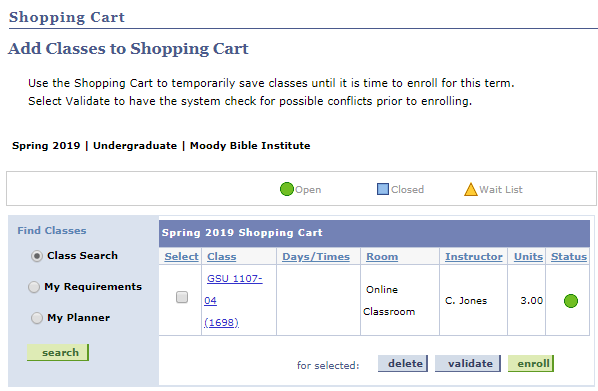 Shopping Cart
Add Classes to Shopping Cart
Use the Shopping Cart to temporarily save classes until it is time to enroll for this term.
Select Validate to have the system check for possible conflicts prior to enrolling.
Spring 2019 | Undergraduate | Moody Bible Institute
Open Closed Wait List
Find Classes
Class Search
My Requirements
My Planner
search
Spring 2019 Shopping Cart
Select Class Days/Times Room Instructor Units Status
GSU 1107-
04
(1698)
Online
Classroom
C. Jones
3.00
for selected: delete validate enroll